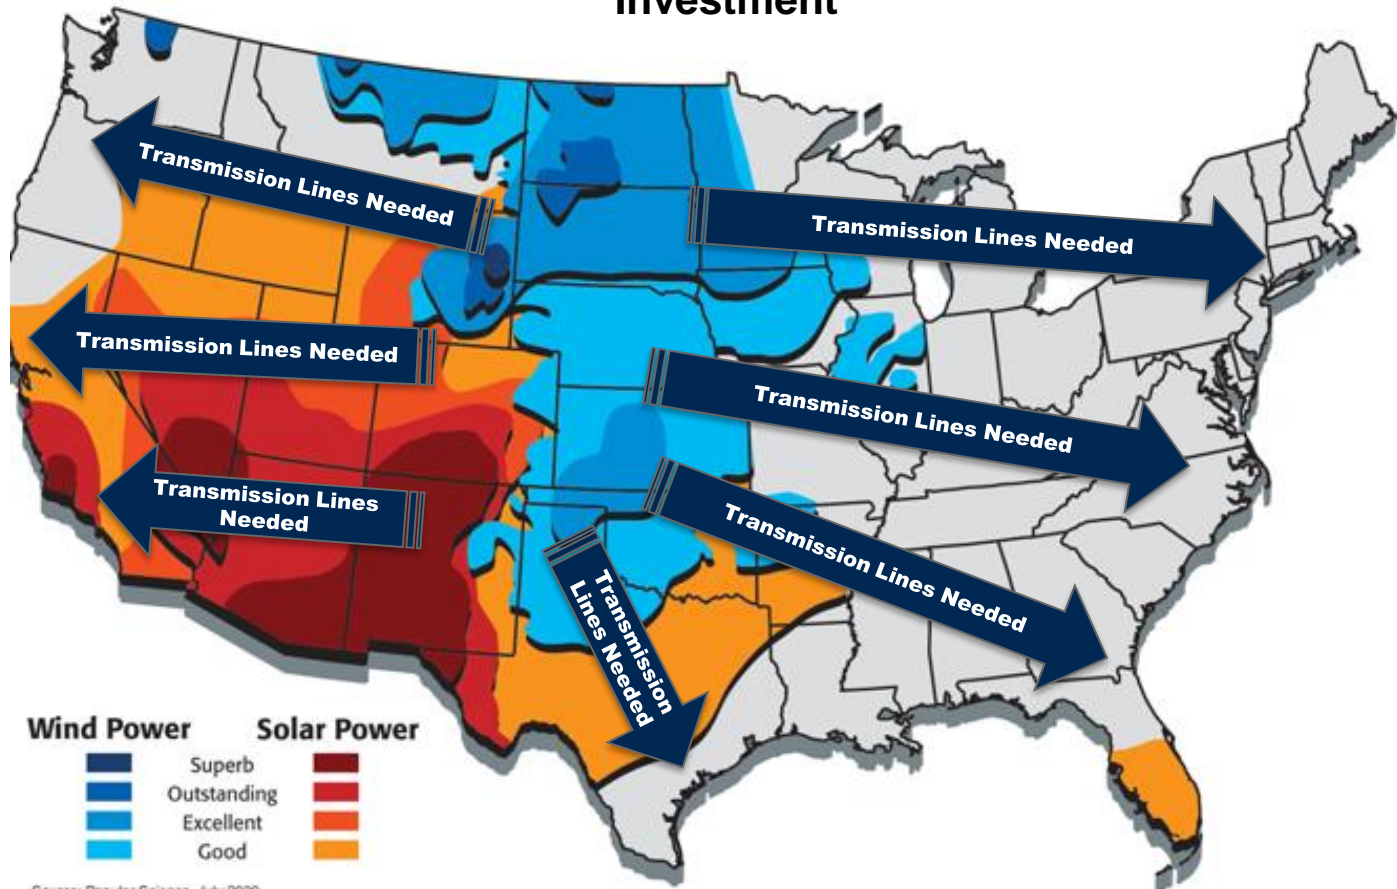 Investment
Transmission Lines Needed
Transmission Lines Needed
Transmission Lines Needed
Transmission Lines Needed
Transmission Lines
Needed
Transmission Lines Needed
Transmission
Lines Needed
Wind Power Solar Power
Superb
Outstanding
Excellent
Good